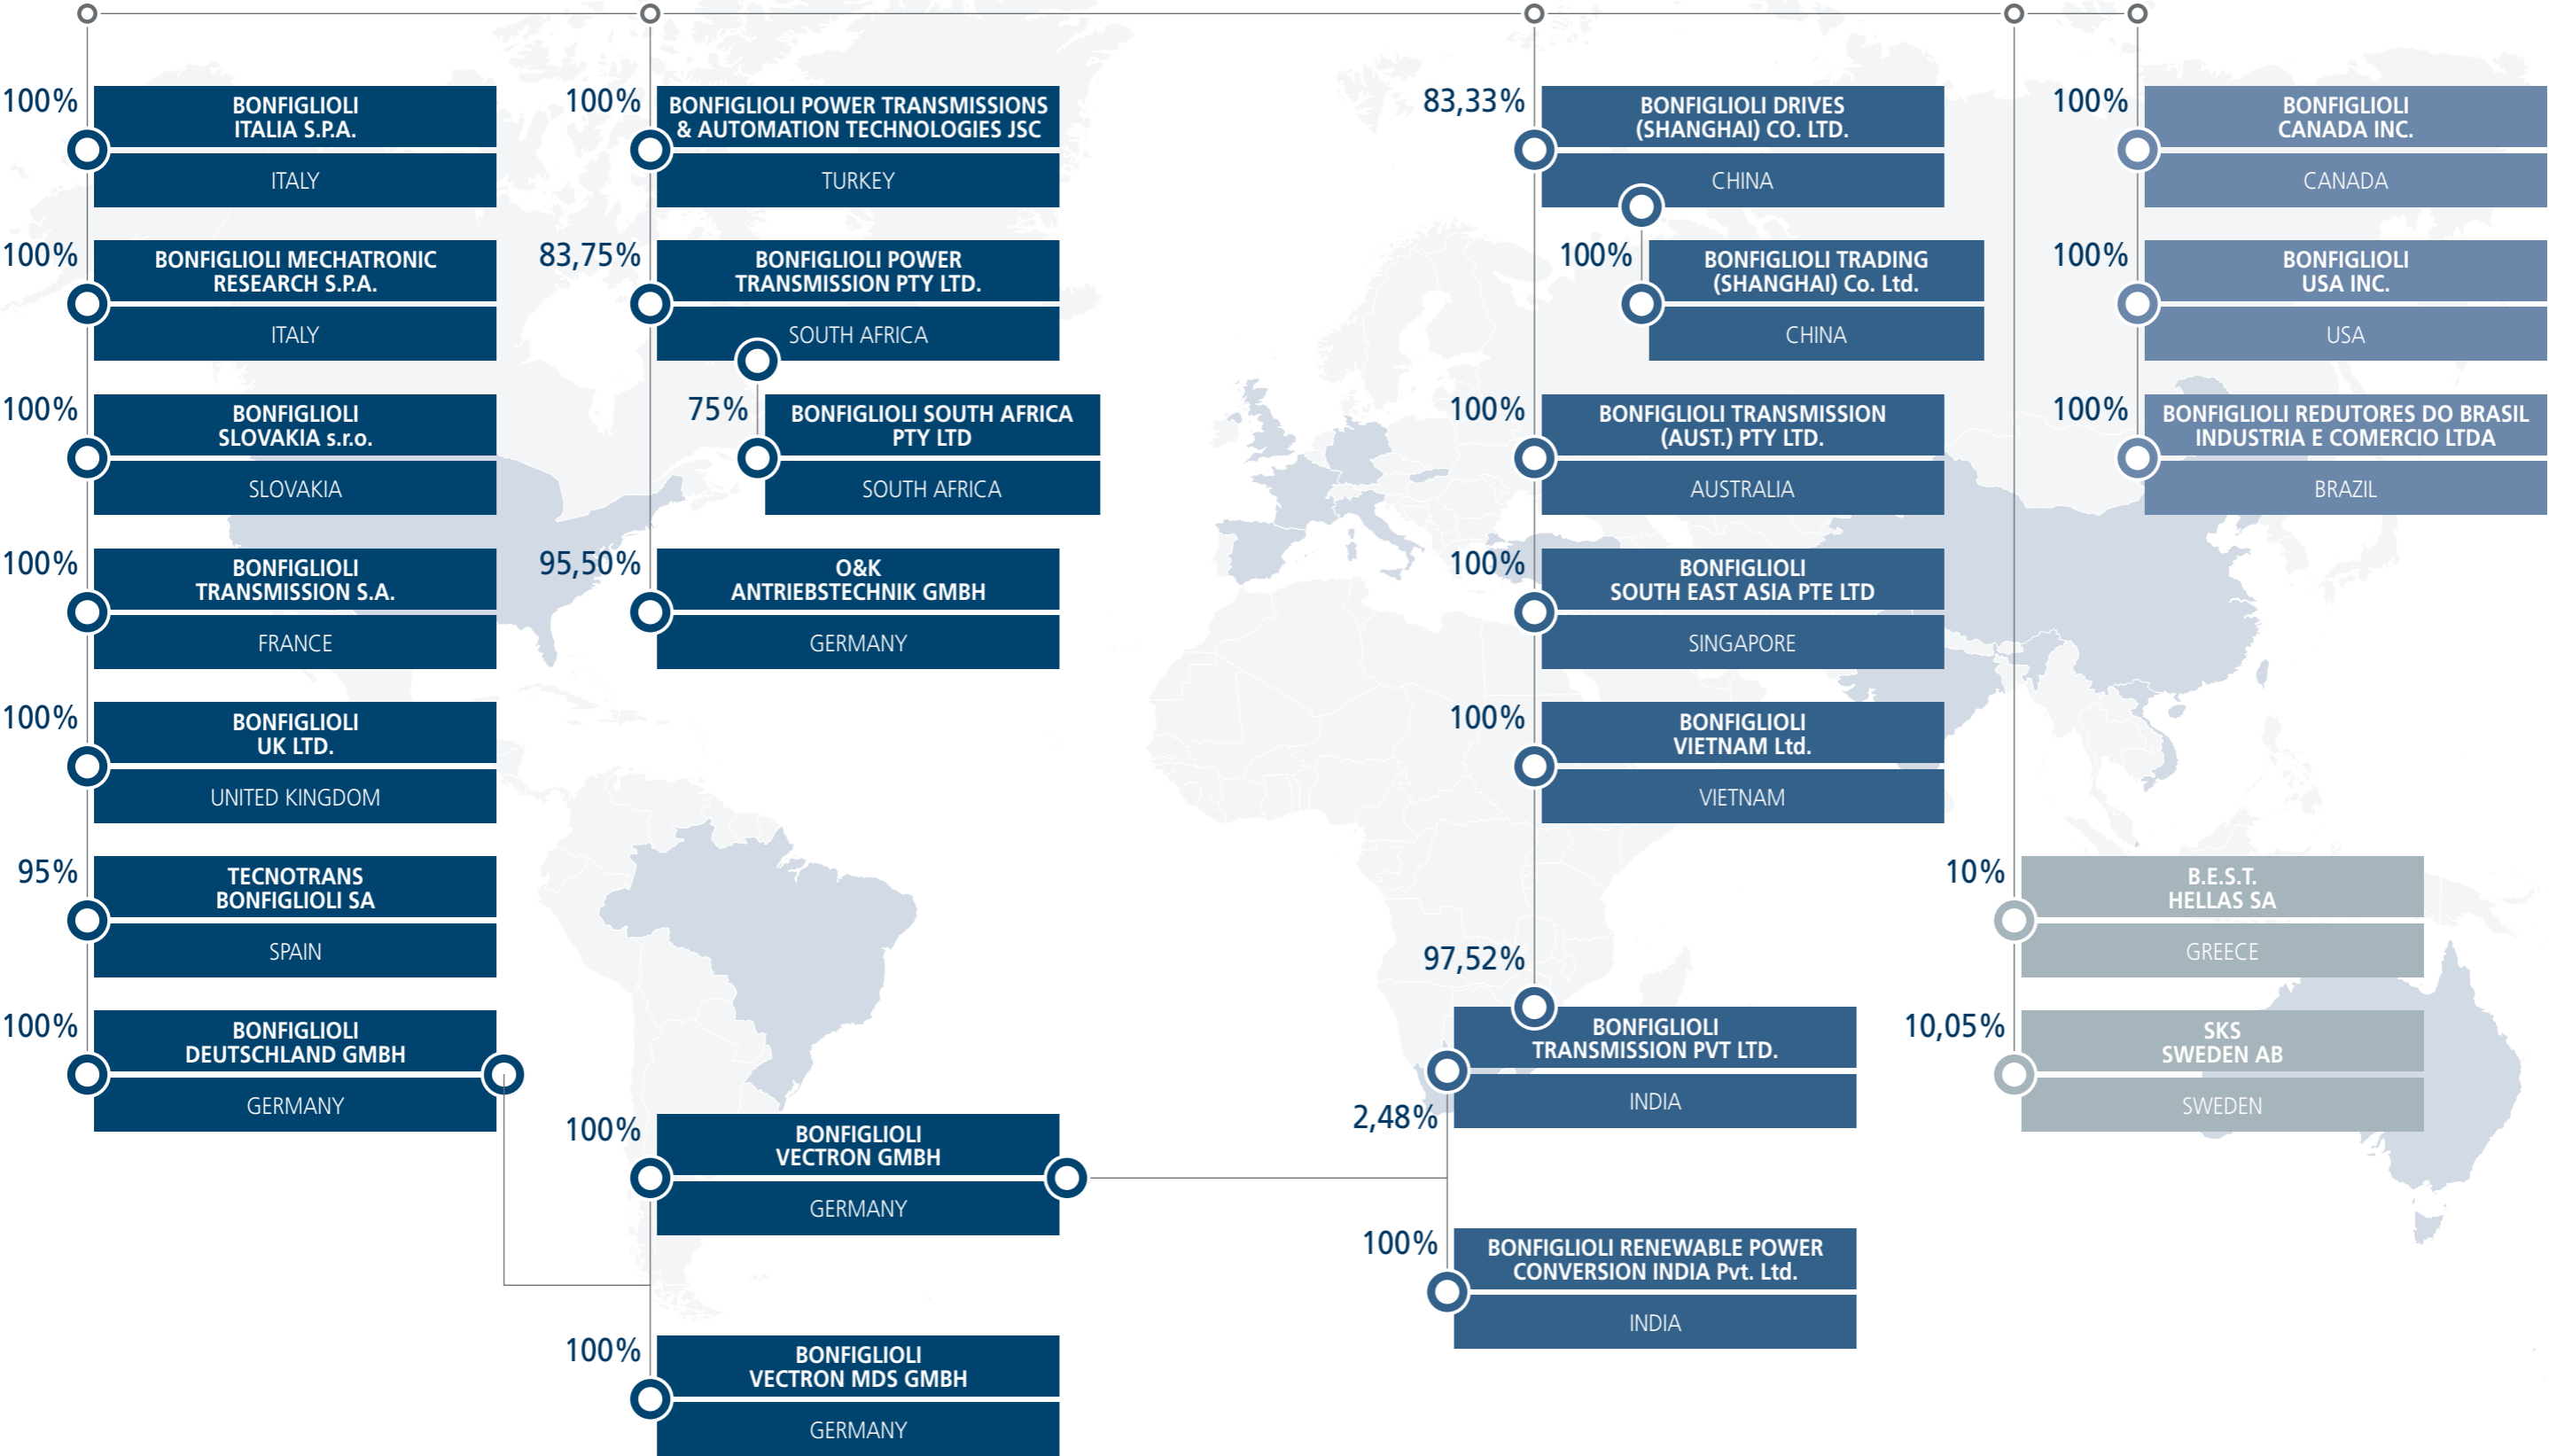 100%
BONFIGLIOLI
ITALIA S.P.A.
ITALY
100%
BONFIGLIOLI MECHATRONIC
RESEARCH S.P.A.
ITALY
100%
BONFIGLIOLI
SLOVAKIA s.r.o.
SLOVAKIA
100%
BONFIGLIOLI
TRANSMISSION S.A.
FRANCE
100%
BONFIGLIOLI
UK LTD.
UNITED KINGDOM
95%
TECNOTRANS
BONFIGLIOLI SA
SPAIN
100%
BONFIGLIOLI
DEUTSCHLAND GMBH
GERMANY
100%
BONFIGLIOLI POWER TRANSMISSIONS
& AUTOMATION TECHNOLOGIES JSC
TURKEY
83,75%
BONFIGLIOLI POWER
TRANSMISSION PTY LTD.
SOUTH AFRICA
75%
BONFIGLIOLI SOUTH AFRICA
PTY LTD
SOUTH AFRICA
95,50%
O&K
ANTRIEBSTECHNIK GMBH
GERMANY
100%
BONFIGLIOLI
VECTRON GMBH
GERMANY
100%
BONFIGLIOLI
VECTRON MDS GMBH
GERMANY
83,33%
BONFIGLIOLI DRIVES
(SHANGHAI) CO. LTD.
CHINA
100%
BONFIGLIOLI TRADING
(SHANGHAI) Co. Ltd.
CHINA
100%
BONFIGLIOLI TRANSMISSION
(AUST.) PTY LTD.
AUSTRALIA
100%
BONFIGLIOLI
SOUTH EAST ASIA PTE LTD
SINGAPORE
100%
BONFIGLIOLI
VIETNAM Ltd.
VIETNAM
97,52%
BONFIGLIOLI
TRANSMISSION PVT LTD.
INDIA
2,48%
100%
BONFIGLIOLI RENEWABLE POWER
CONVERSION INDIA Pvt. Ltd.
INDIA
10%
B.E.S.T.
HELLAS SA
GREECE
10,05%
SKS
SWEDEN AB
SWEDEN
100%
BONFIGLIOLI
CANADA INC.
CANADA
100%
BONFIGLIOLI
USA INC.
USA
100%
BONFIGLIOLI REDUTORES DO BRASIL
INDUSTRIA E COMERCIO LTDA
BRAZIL